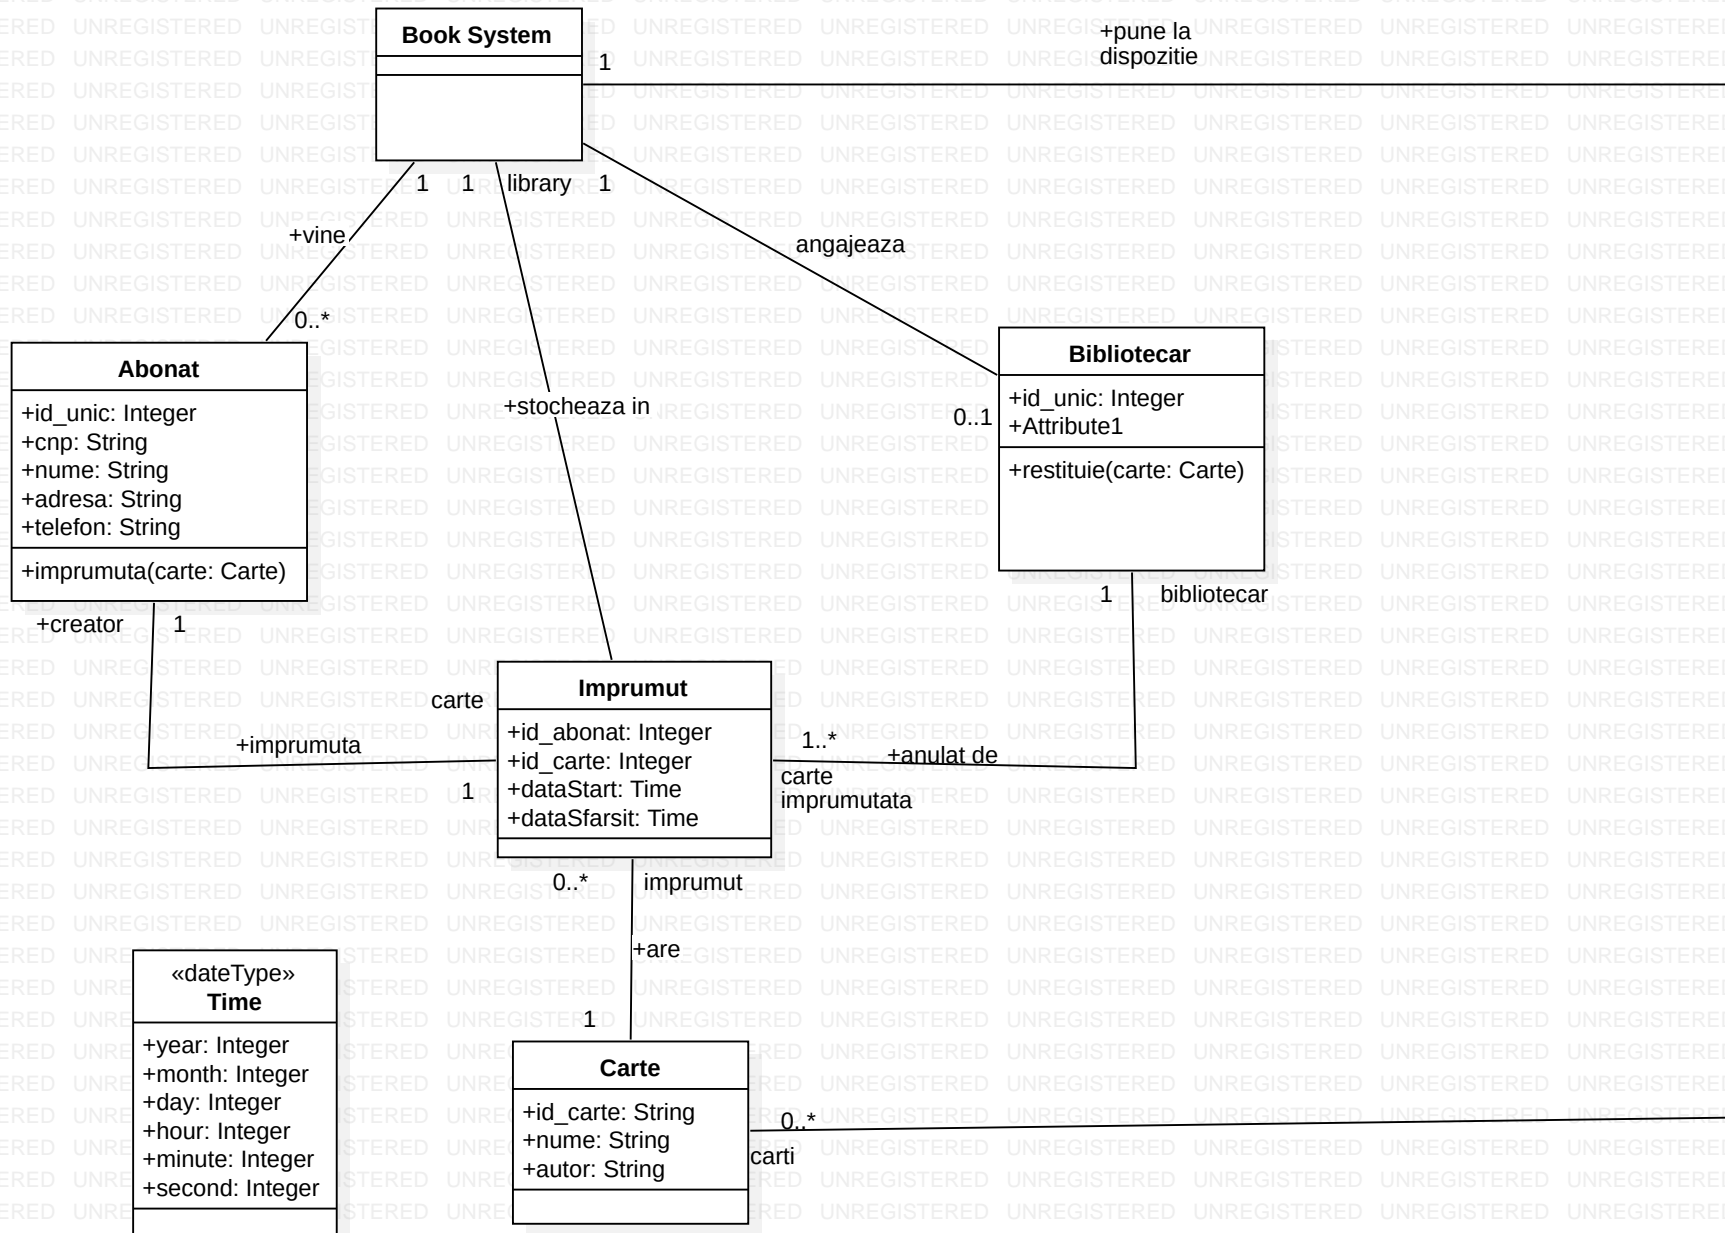 Book System
1
+pune la
dispozitie
1
1
library
1
+vine
angajeaza
0..*
Abonat
+id_unic: Integer
+cnp: String
+nume: String
+adresa: String
+telefon: String
+imprumuta(carte: Carte)
+creator
1
+stocheaza in
Bibliotecar
+id_unic: Integer
+Attribute1
+restituie(carte: Carte)
0..1
1
bibliotecar
carte
Imprumut
+id_abonat: Integer
+id_carte: Integer
+dataStart: Time
+dataSfarsit: Time
+imprumuta
1
1..*
+anulat de
carte
imprumutata
0..*
imprumut
+are
1
«dateType»
Time
+year: Integer
+month: Integer
+day: Integer
+hour: Integer
+minute: Integer
+second: Integer
Carte
+id_carte: String
+nume: String
+autor: String
0..*
carti
UNREGISTERED